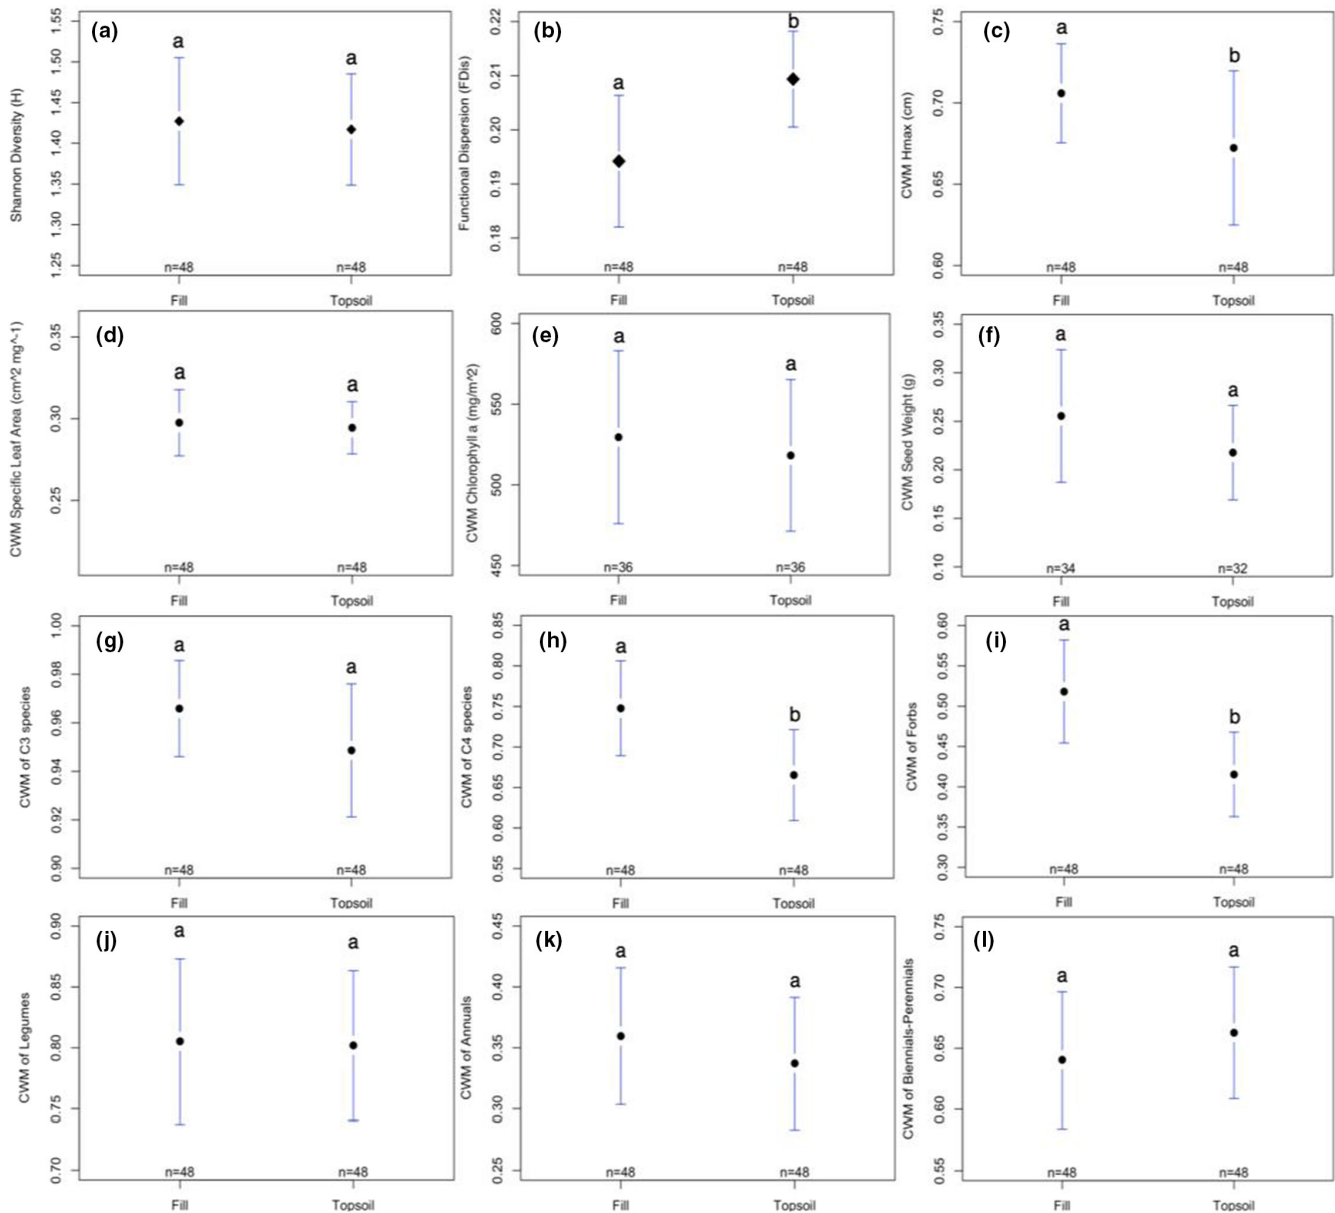 (a)
Shannon Diversity (H)
1.55
1.50
1.45
1.40
1.35
1.30
1.25
a
a
n=48
n=48
Fill
Topsoil
(b)
Functional Dispersion (FDis)
0.22
0.21
0.20
0.19
0.18
a
b
n=48
n=48
Fill
Topsoil
(c)
CWM Hmax (cm)
0.75
0.70
0.65
0.60
a
b
n=48
n=48
Fill
Topsoil
(d)
CWM Specific Leaf Area (cm^2 mg^-1)
0.35
0.30
0.25
a
a
n=48
n=48
Fill
Topsoil
(e)
CWM Chlorophyll a (mg/m^2)
600
550
500
450
a
a
n=36
n=36
Fill
Topsoil
(f)
CWM Seed Weight (g)
0.35
0.30
0.25
0.20
0.15
0.10
a
a
n=34
n=32
Fill
Topsoil
(g)
CWM of C3 species
1.00
0.98
0.96
0.94
0.92
0.90
a
a
n=48
n=48
Fill
Topsoil
(h)
CWM of C4 species
0.85
0.80
0.75
0.70
0.65
0.60
0.55
a
b
n=48
n=48
Fill
Topsoil
(i)
CWM of Forbs
0.60
0.55
0.50
0.45
0.40
0.35
0.30
a
b
n=48
n=48
Fill
Topsoil
(j)
CWM of Legumes
0.90
0.85
0.80
0.75
0.70
a
a
n=48
n=48
Fill
Topsoil
(k)
CWM of Annuals
0.45
0.40
0.35
0.30
0.25
a
a
n=48
n=48
Fill
Topsoil
(l)
CWM of Biennials-Perennials
0.75
0.70
0.65
0.60
0.55
a
a
n=48
n=48
Fill
Topsoil